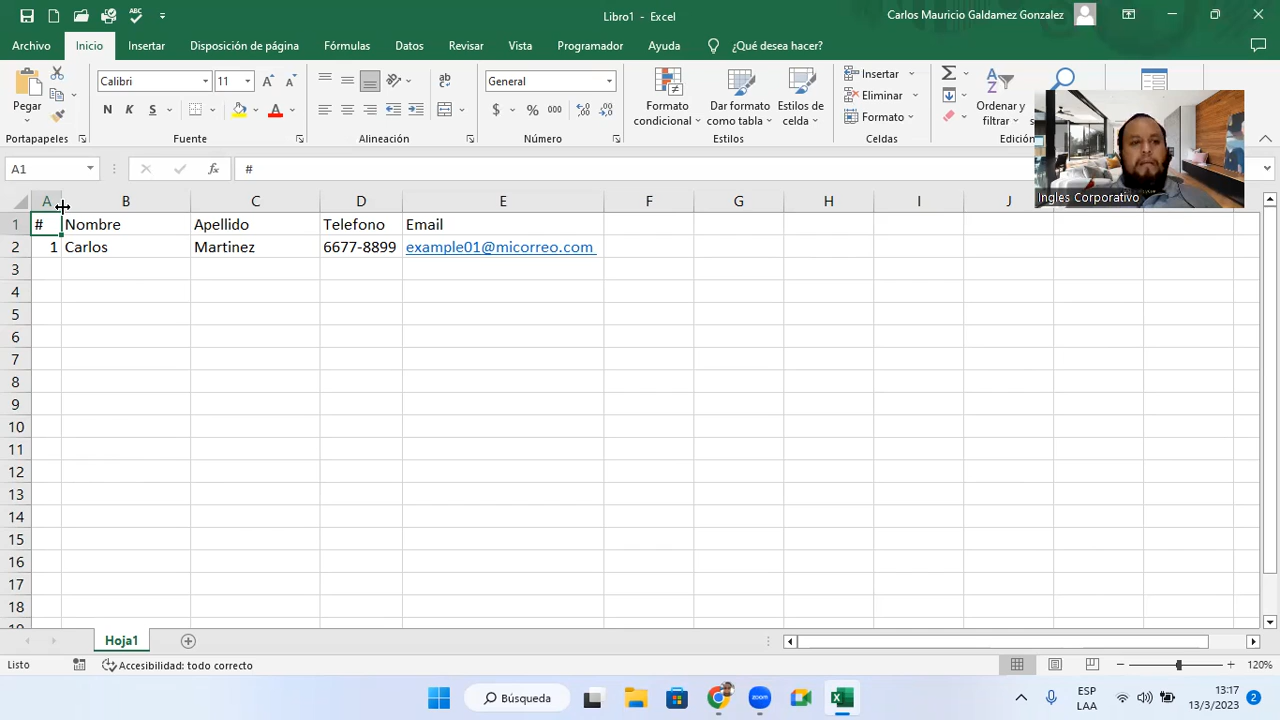 Libro1 - Excel
Carlos Mauricio Galdamez Gonzalez
Archivo Inicio Insertar Disposición de página Fórmulas Datos Revisar Vista Programador Ayuda ¿Qué desea hacer?
Pegar
Calibri 11
N K S
General
$ % 000
Formato condicional
Dar formato como tabla
Estilos de celda
Insertar
Eliminar
Formato
Ordenar y filtrar
Portapapeles Fuente Alineación Número Estilos Celdas Edición
Ingles Corporativo
A1 fx #
A B C D E F G H I J
1 # Nombre Apellido Telefono Email
2 1 Carlos Martinez 6677-8899 example01@micorreo.com
3
4
5
6
7
8
9
10
11
12
13
14
15
16
17
18
Hoja1
Listo Accesibilidad: todo correcto 120%
Búsqueda
ESP
LAA
13:17
13/3/2023
2